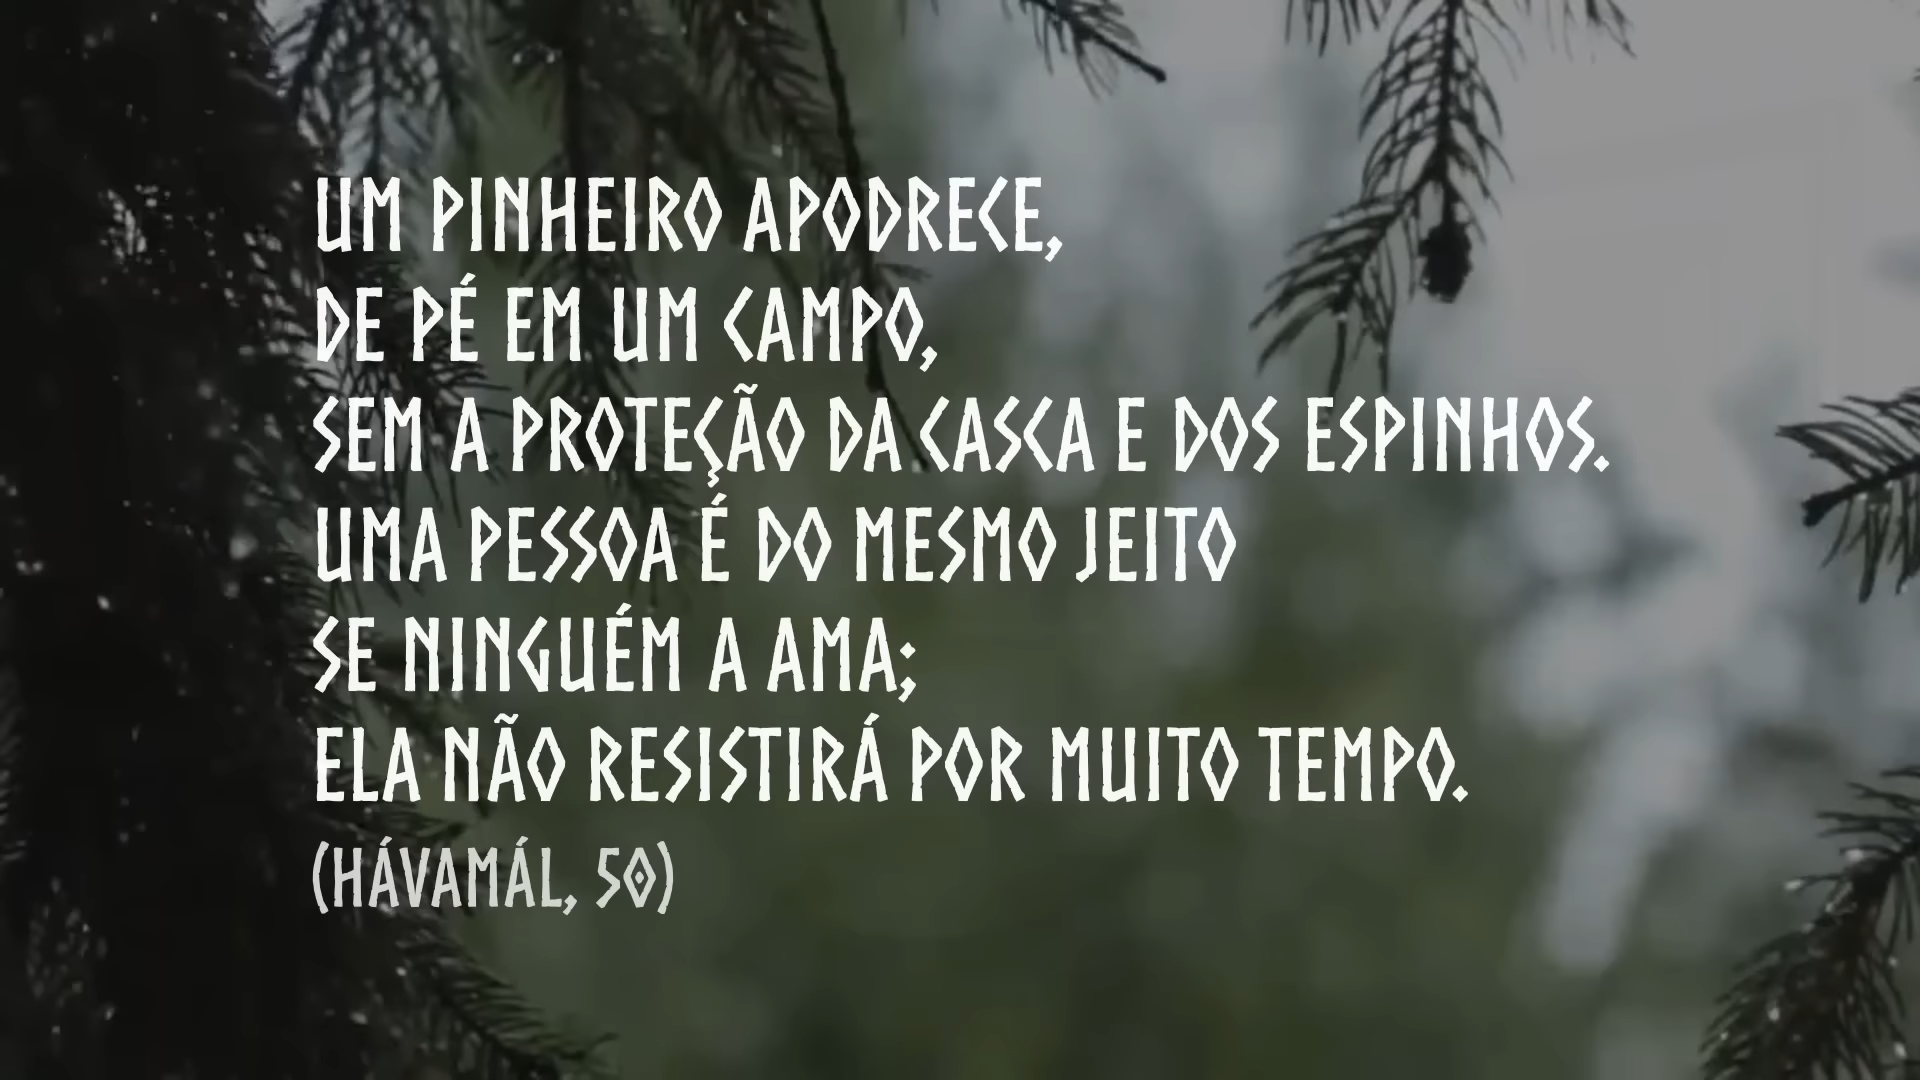 UM PINHEIRO APODRECE,
DE PÉ EM UM CAMPO,
SEM A PROTEÇÃO DA CASCA E DOS ESPINHOS.
UMA PESSOA É DO MESMO JEITO
SE NINGUÉM A AMA;
ELA NÃO RESISTIRÁ POR MUITO TEMPO.
(HÁVAMÁL, 50)